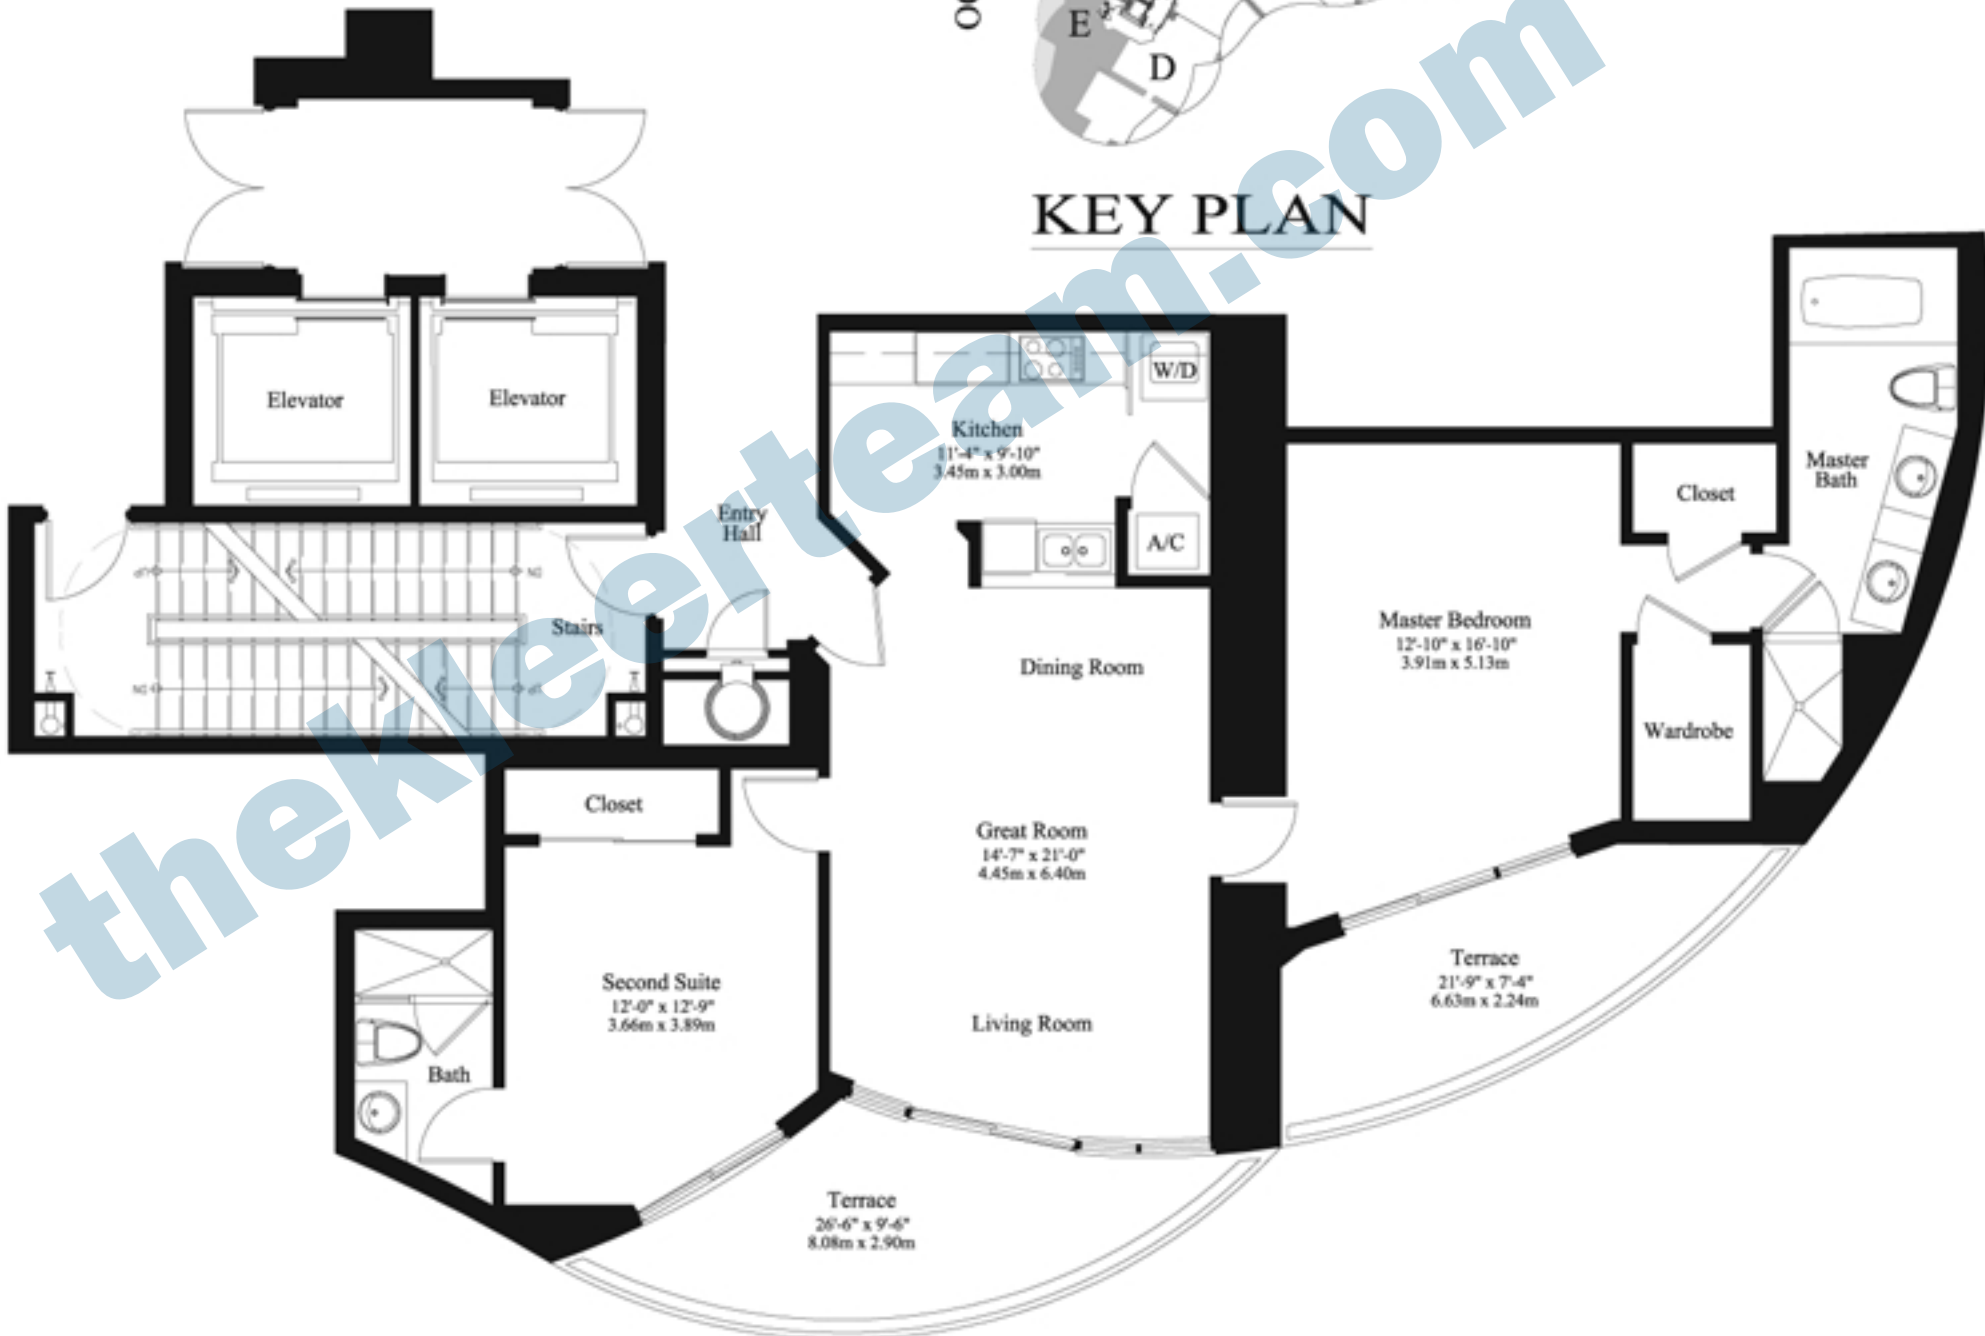 E
D
KEY PLAN
thekleerteam.com
Elevator
Elevator
W/D
Kitchen
11'-4" x 9'-10"
3.45m x 3.00m
Entry
Hall
A/C
Closet
Master
Bath
UP
DN
Stairs
DN
UP
Master Bedroom
12'-10" x 16'-10"
3.91m x 5.13m
Dining Room
Wardrobe
Closet
Great Room
14'-7" x 21'-0"
4.45m x 6.40m
Second Suite
12'-0" x 12'-9"
3.66m x 3.89m
Terrace
21'-9" x 7'-4"
6.63m x 2.24m
Living Room
Bath
Terrace
26'-6" x 9'-6"
8.08m x 2.90m